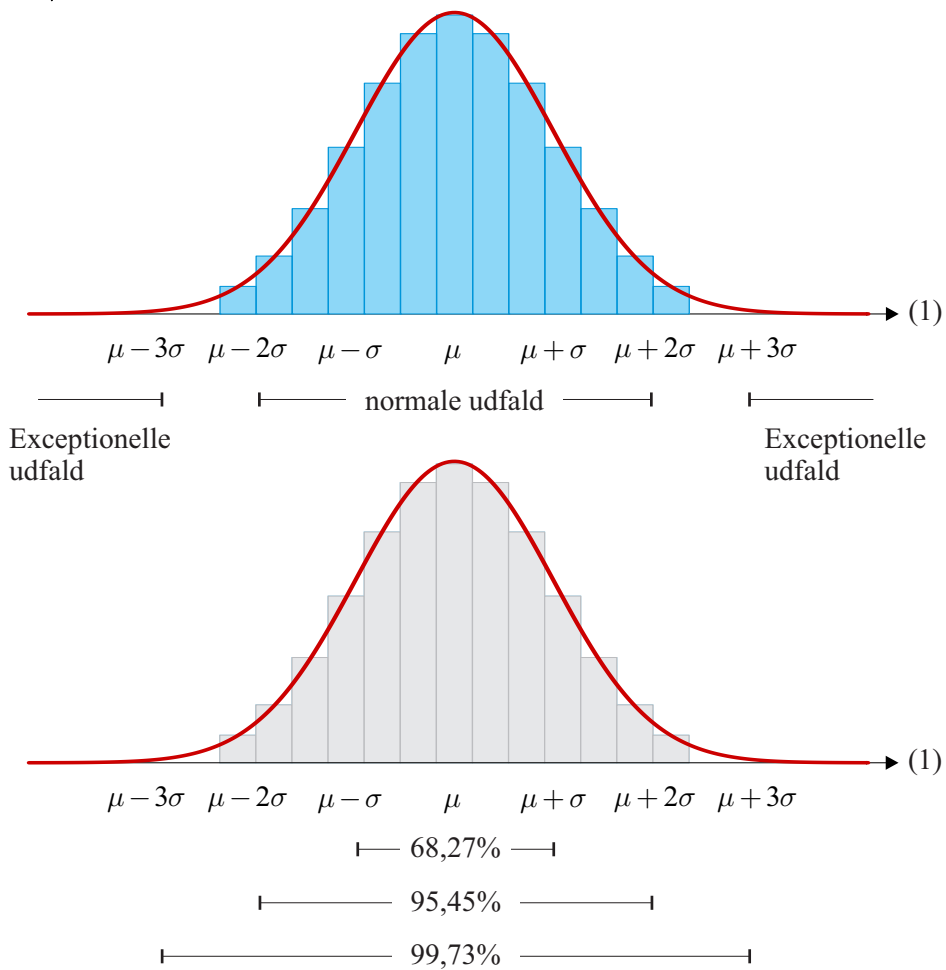 (1)
μ − 3σ μ − 2σ μ − σ μ μ + σ μ + 2σ μ + 3σ
normale udfald
Exceptionelle
udfald
Exceptionelle
udfald
(1)
μ − 3σ μ − 2σ μ − σ μ μ + σ μ + 2σ μ + 3σ
68,27%
95,45%
99,73%